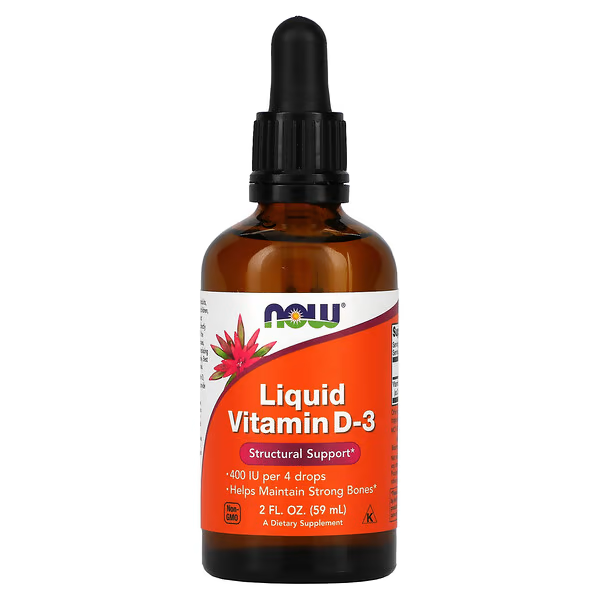 NOW®
Liquid
Vitamin D-3
Structural Support*
• 400 IU per 4 drops
• Helps Maintain Strong Bones*
Non-
GMO
2 FL. OZ. (59 mL)
A Dietary Supplement
K